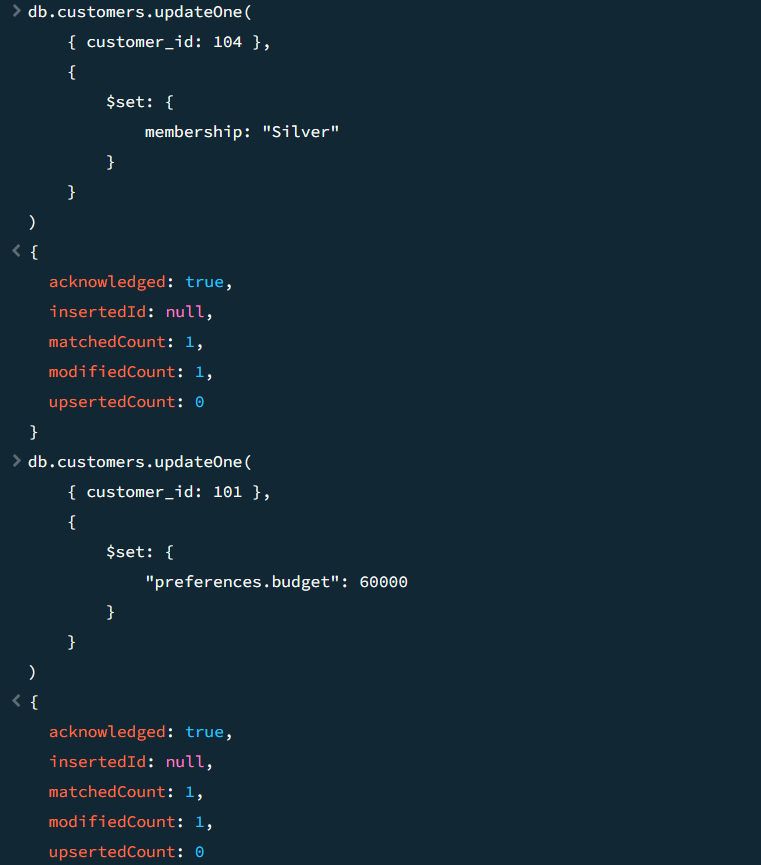 > db.customers.updateOne(
{ customer_id: 104 },
{
$set: {
membership: "Silver"
}
}
)
< {
acknowledged: true,
insertedId: null,
matchedCount: 1,
modifiedCount: 1,
upsertedCount: 0
}
> db.customers.updateOne(
{ customer_id: 101 },
{
$set: {
"preferences.budget": 60000
}
}
)
< {
acknowledged: true,
insertedId: null,
matchedCount: 1,
modifiedCount: 1,
upsertedCount: 0